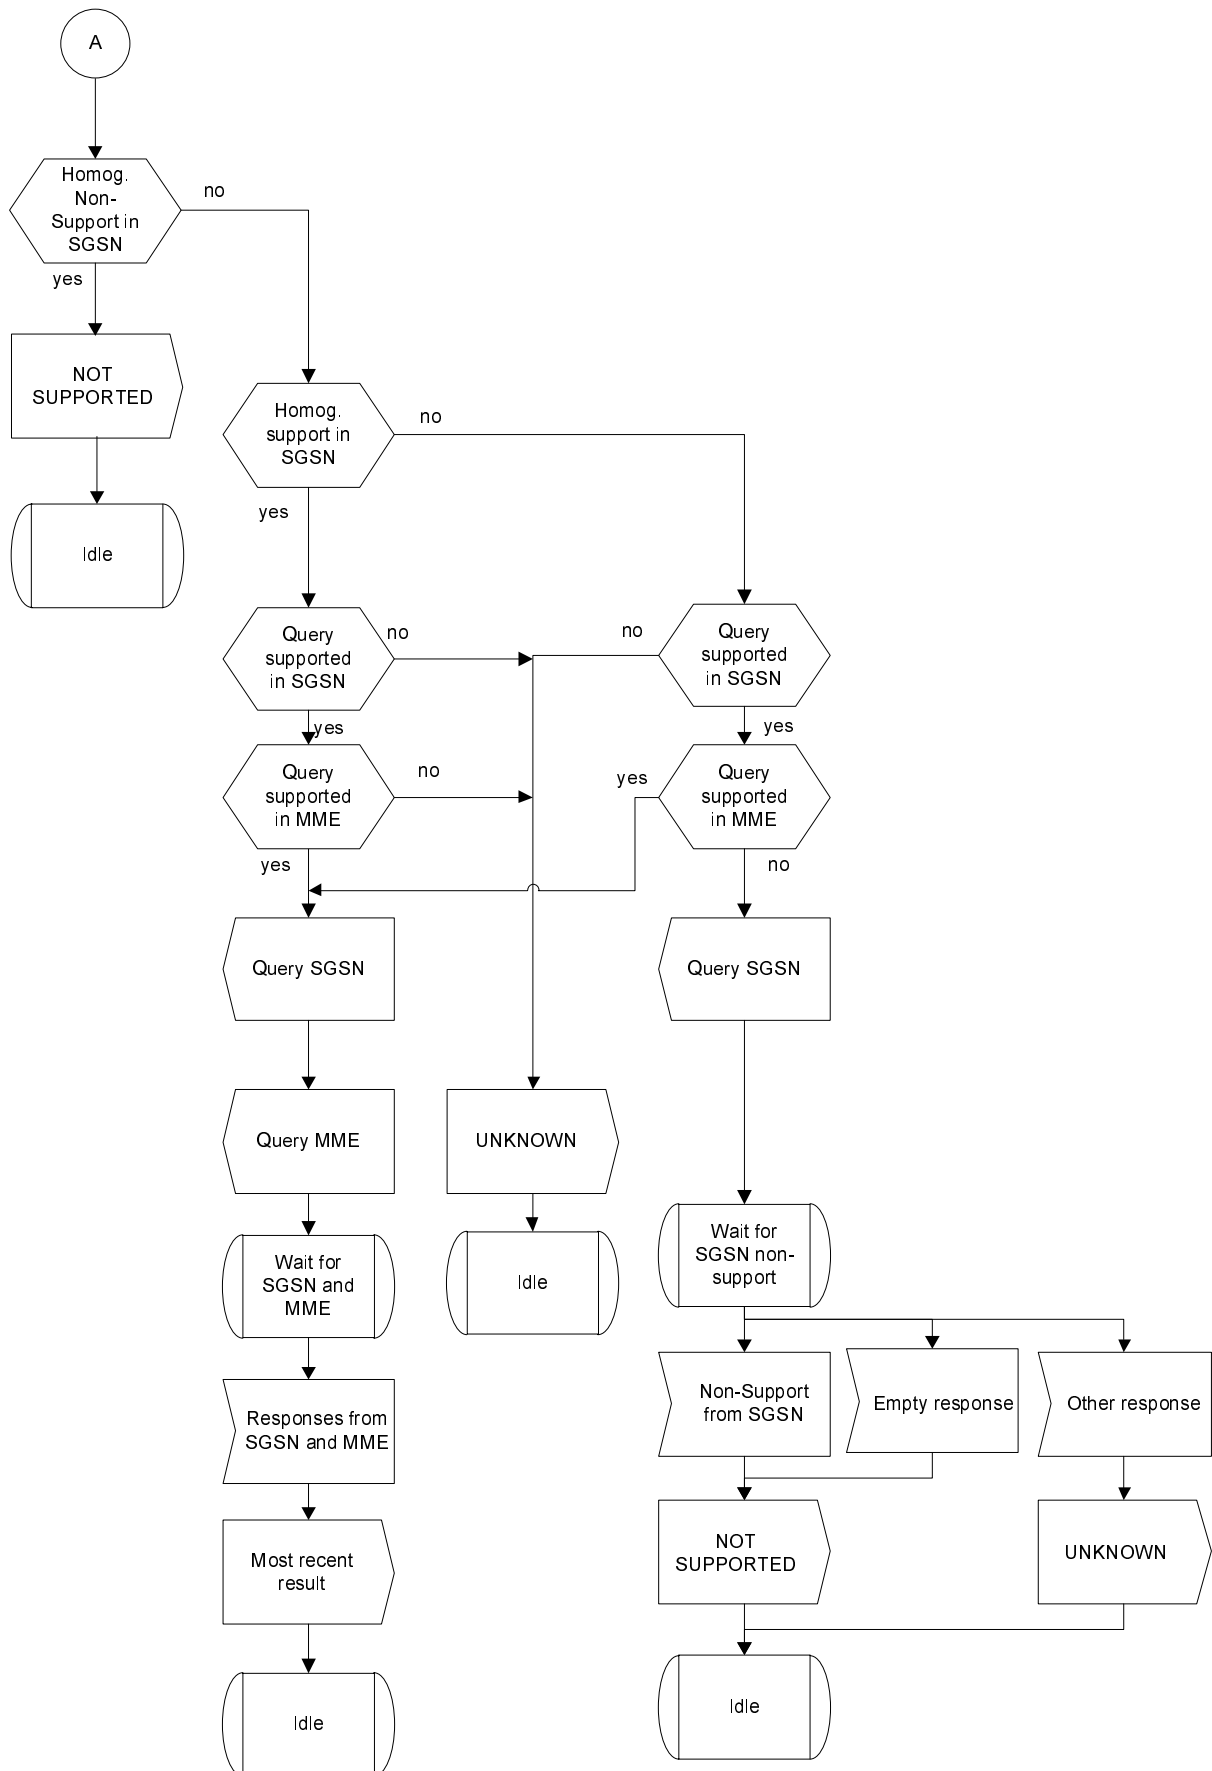 A
Homog.
Non-
Support in
SGSN
no
yes
NOT
SUPPORTED
Idle
Homog.
support in
SGSN
no
yes
Query
supported
in SGSN
no
yes
Query
supported
in SGSN
no
yes
Query
supported
in MME
no
yes
Query
supported
in MME
yes
no
Query SGSN
Query SGSN
Query MME
UNKNOWN
Wait for
SGSN and
MME
Idle
Wait for
SGSN non-
support
Responses from
SGSN and MME
Non-Support
from SGSN
Empty response
Other response
Most recent
result
NOT
SUPPORTED
UNKNOWN
Idle
Idle